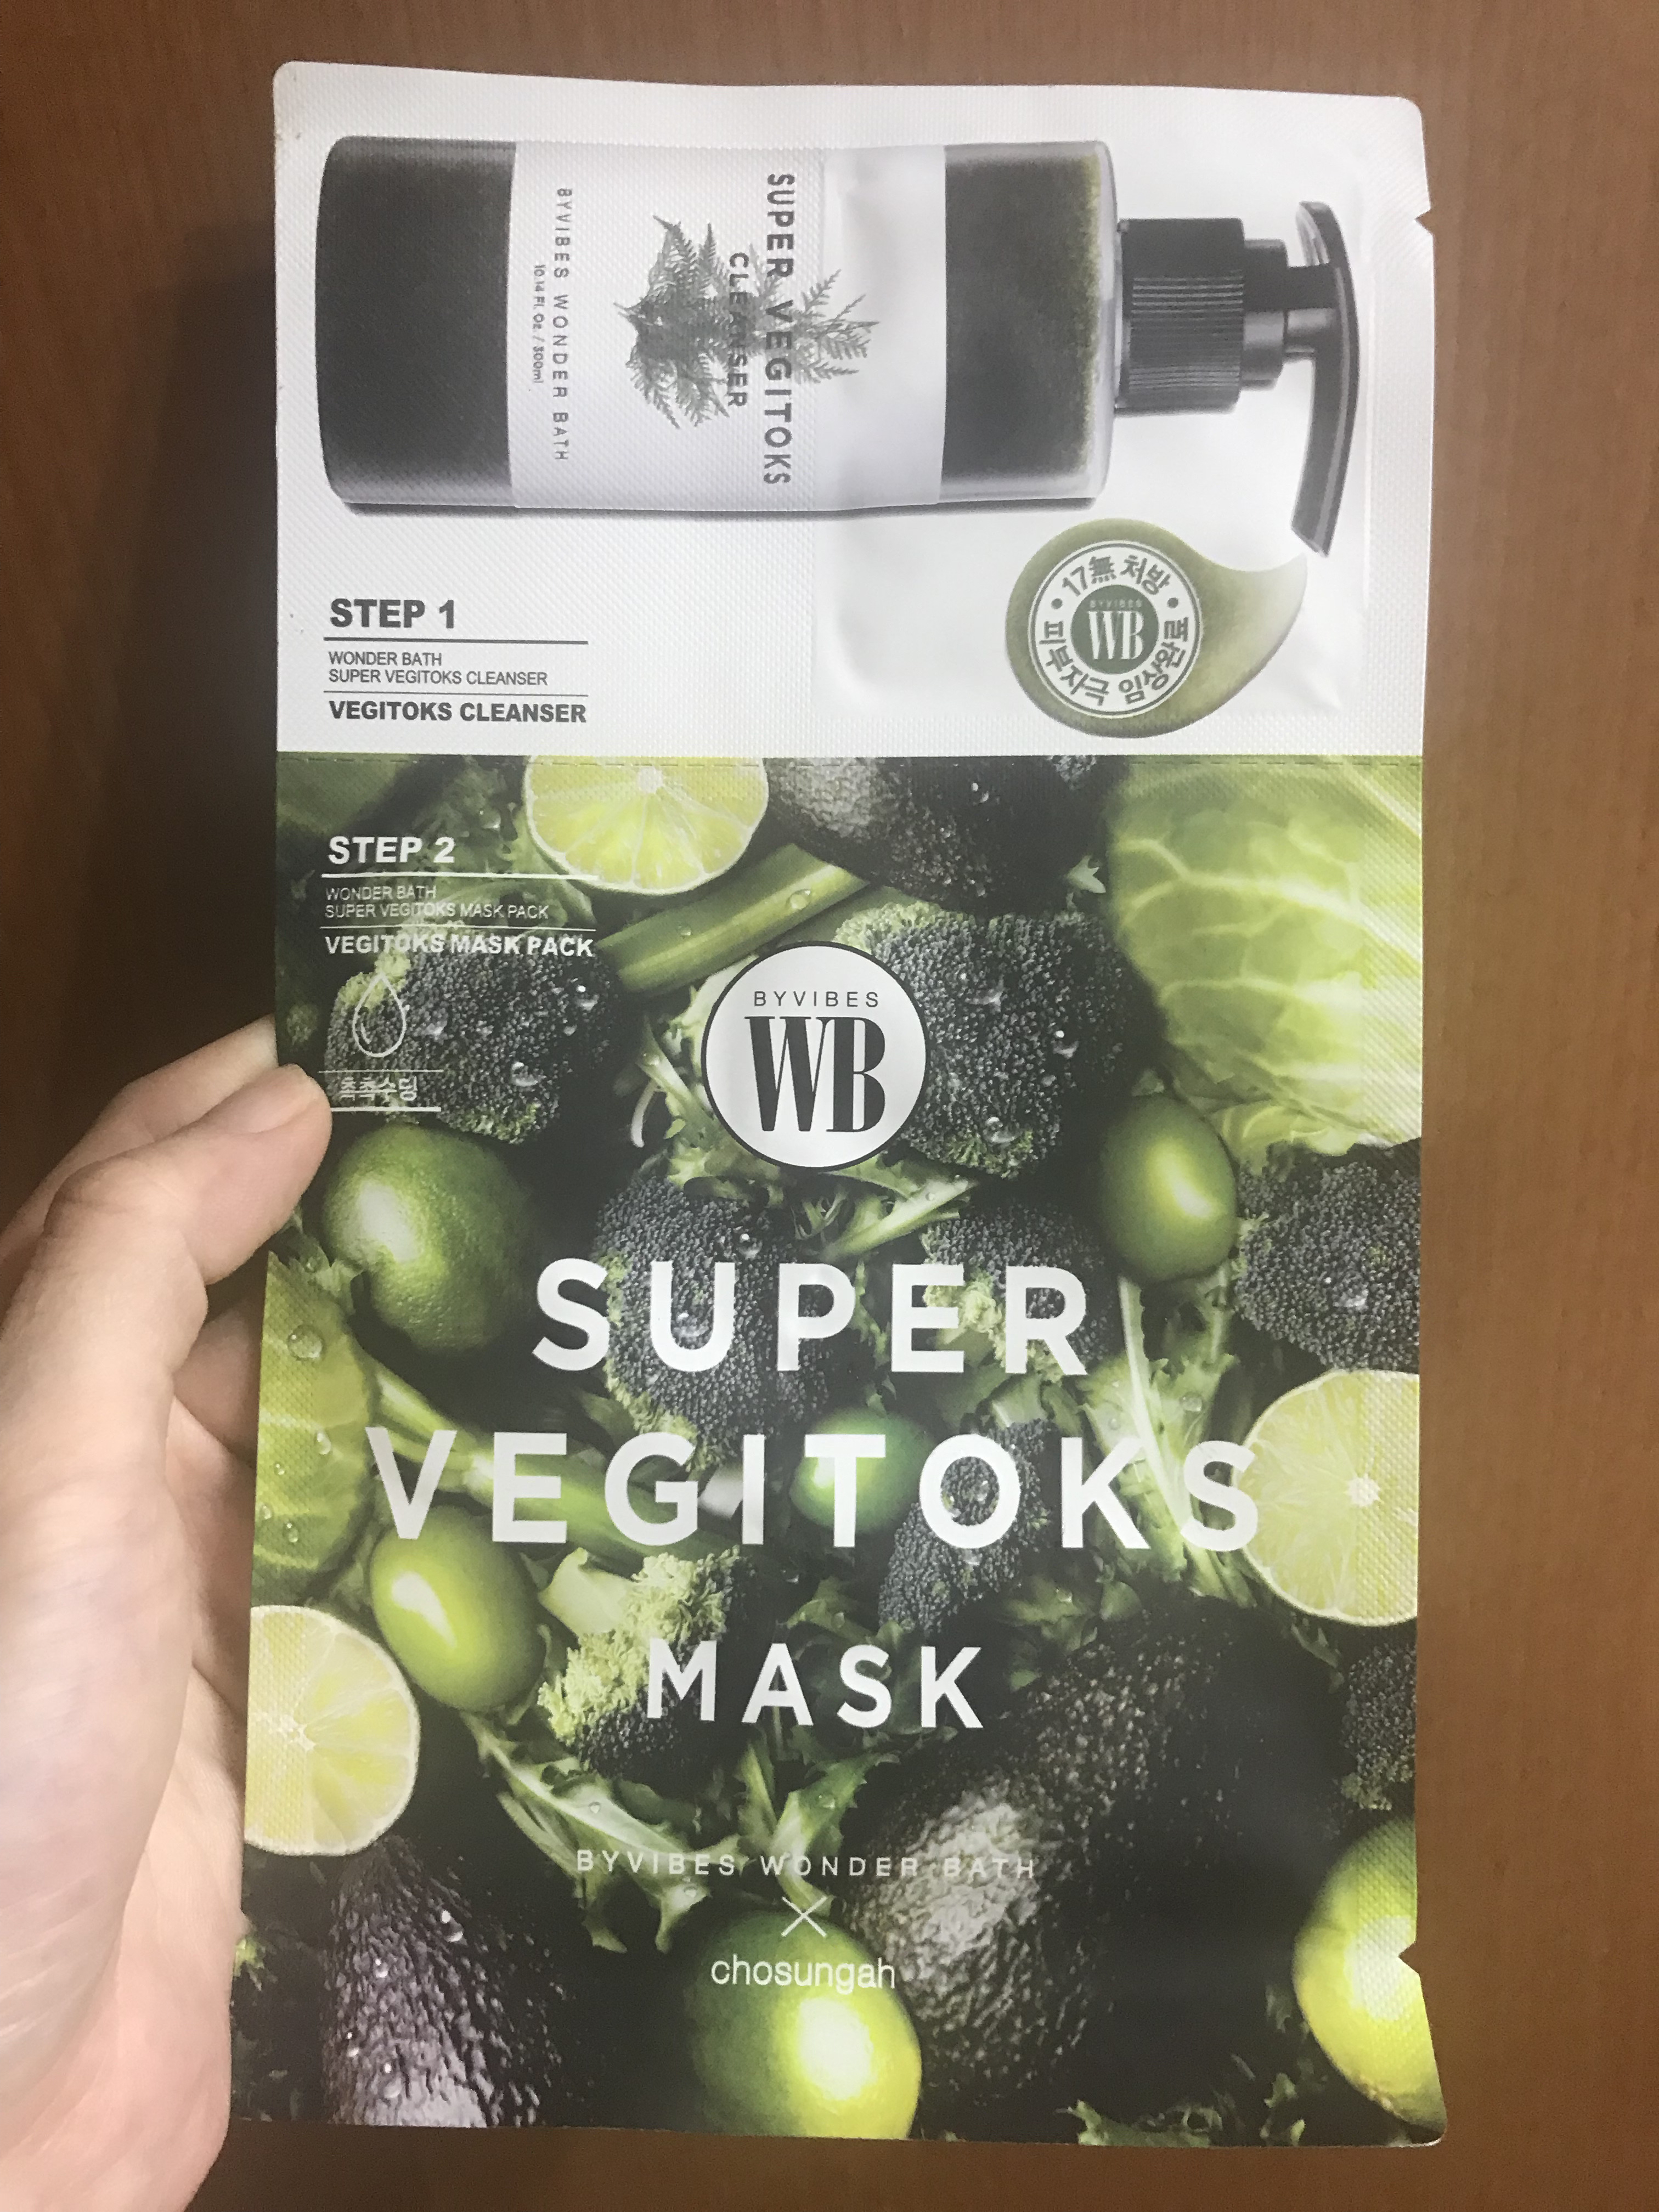 SUPER VEGITOKS
CLEANSER
BYVIBES WONDER BATH
10.14 Fl. Oz. / 300ml
17無 처방
피부자극 임상완료
BYVIBES
WB
STEP 1
WONDER BATH
SUPER VEGITOKS CLEANSER
VEGITOKS CLEANSER
STEP 2
WONDER BATH
SUPER VEGITOKS MASK PACK
VEGITOKS MASK PACK
촉촉수딩
BYVIBES
WB
SUPER
VEGITOKS
MASK
BYVIBES WONDER BATH
×
chosungah